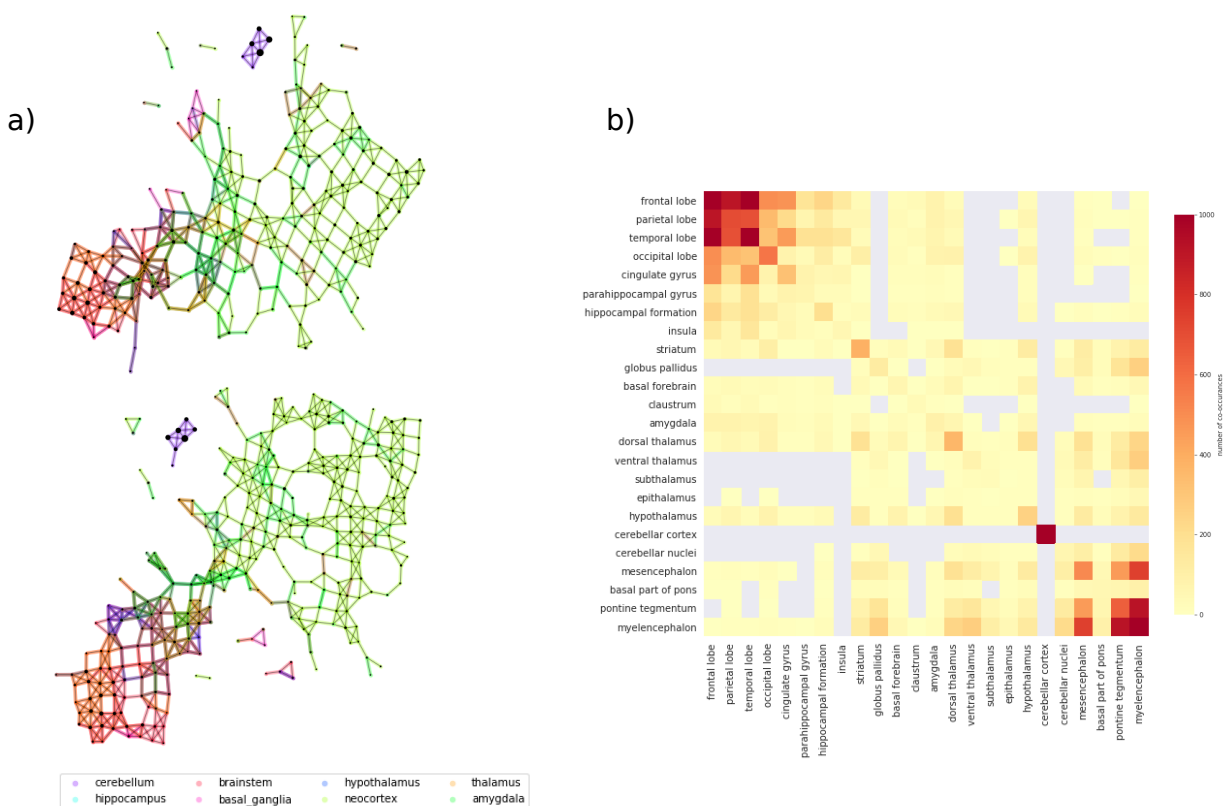 a)
cerebellum brainstem hypothalamus thalamus
hippocampus basal_ganglia neocortex amygdala
b)
frontal lobe
parietal lobe
temporal lobe
occipital lobe
cingulate gyrus
parahippocampal gyrus
hippocampal formation
insula
striatum
globus pallidus
basal forebrain
claustrum
amygdala
dorsal thalamus
ventral thalamus
subthalamus
epithalamus
hypothalamus
cerebellar cortex
cerebellar nuclei
mesencephalon
basal part of pons
pontine tegmentum
myelencephalon
frontal lobe
parietal lobe
temporal lobe
occipital lobe
cingulate gyrus
parahippocampal gyrus
hippocampal formation
insula
striatum
globus pallidus
basal forebrain
claustrum
amygdala
dorsal thalamus
ventral thalamus
subthalamus
epithalamus
hypothalamus
cerebellar cortex
cerebellar nuclei
mesencephalon
basal part of pons
pontine tegmentum
myelencephalon
1000
800
600
400
200
0
number of co-occurances